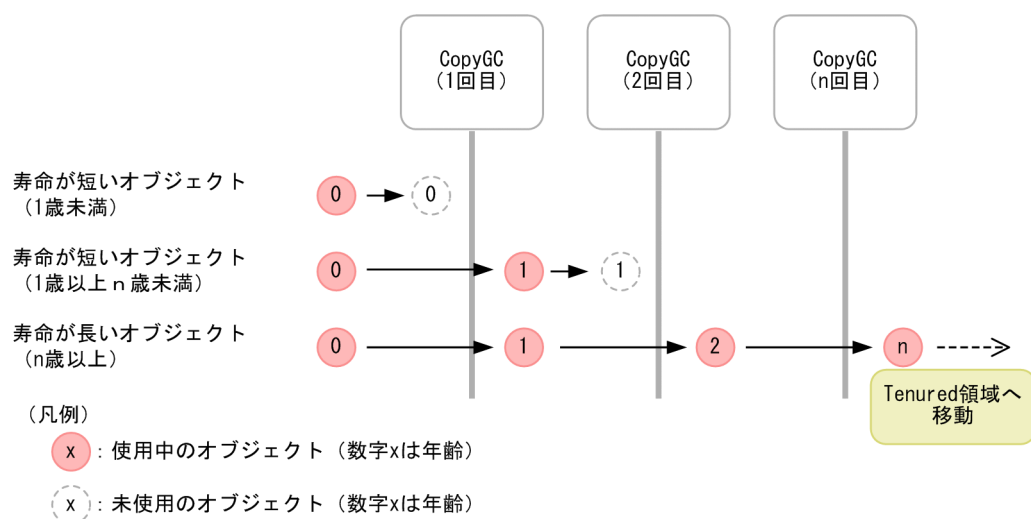 CopyGC
(1回目)
CopyGC
(2回目)
CopyGC
(n回目)
寿命が短いオブジェクト
(1歳未満)
0
0
寿命が短いオブジェクト
(1歳以上ｎ歳未満)
0
1
1
寿命が長いオブジェクト
(n歳以上)
0
1
2
n
Tenured領域へ
移動
(凡例)
x : 使用中のオブジェクト (数字xは年齢)
x : 未使用のオブジェクト (数字xは年齢)